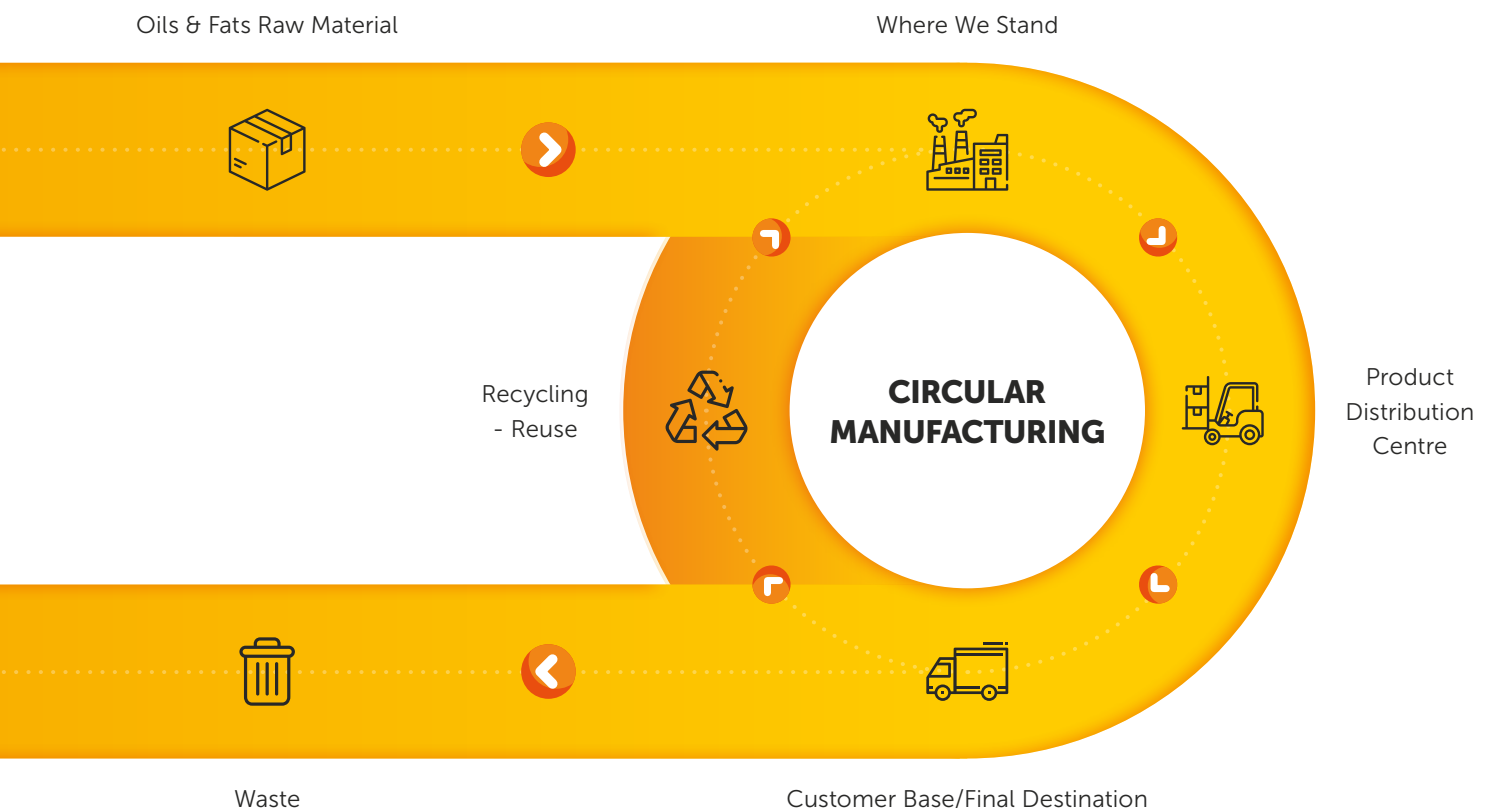 Oils & Fats Raw Material
Where We Stand
Recycling
- Reuse
CIRCULAR
MANUFACTURING
Product
Distribution
Centre
Waste
Customer Base/Final Destination